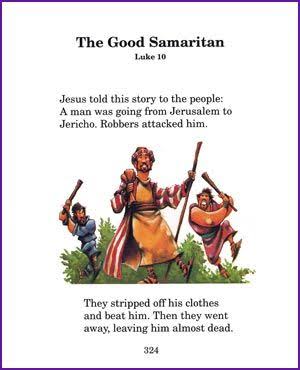 The Good Samaritan
Luke 10
Jesus told this story to the people:
A man was going from Jerusalem to
Jericho. Robbers attacked him.
They stripped off his clothes
and beat him. Then they went
away, leaving him almost dead.
324